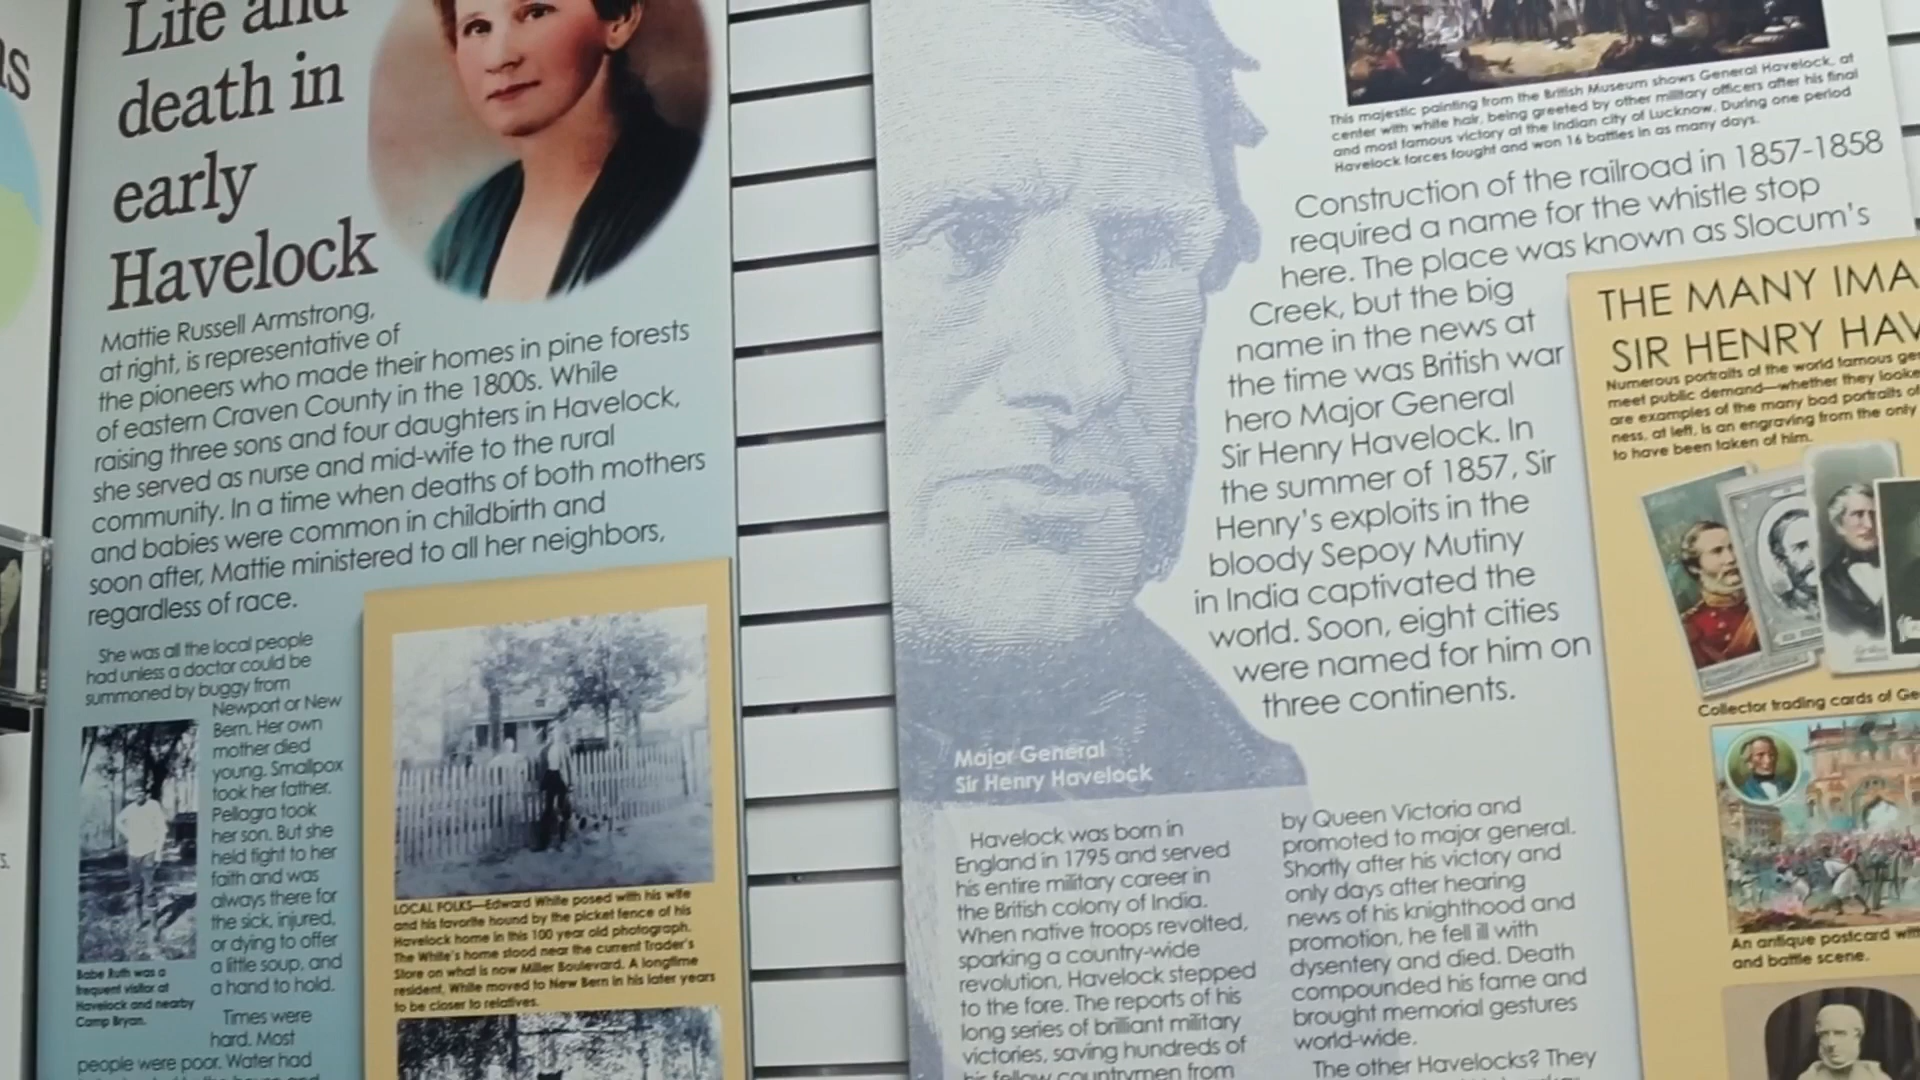 Life and
death in
early
Havelock
Mattie Russell Armstrong,
at right, is representative of
the pioneers who made their homes in pine forests
of eastern Craven County in the 1800s. While
raising three sons and four daughters in Havelock,
she served as nurse and mid-wife to the rural
community. In a time when deaths of both mothers
and babies were common in childbirth and
soon after, Mattie ministered to all her neighbors,
regardless of race.
She was all the local people
had unless a doctor could be
summoned by buggy from
Newport or New
Bern. Her own
mother died
young. Smallpox
took her father.
Pellagra took
her son. But she
held tight to her
faith and was
always there for
the sick, injured,
or dying to offer
a little soup, and
a hand to hold.
Times were
hard. Most
people were poor. Water had
Babe Ruth was a
frequent visitor at
Havelock and nearby
Camp Bryan.
LOCAL FOLKS—Edward White posed with his wife
and his favorite hound by the picket fence of his
Havelock home in this 100 year old photograph.
The White's home stood near the current Trader's
Store on what is now Miller Boulevard. A longtime
resident, White moved to New Bern in his later years
to be closer to relatives.
This majestic painting from the British Museum shows General Havelock, at
center with white hair, being greeted by other military officers after his final
and most famous victory at the Indian city of Lucknow. During one period
Havelock forces fought and won 16 battles in as many days.
Construction of the railroad in 1857-1858
required a name for the whistle stop
here. The place was known as Slocum's
Creek, but the big
name in the news at
the time was British war
hero Major General
Sir Henry Havelock. In
the summer of 1857, Sir
Henry's exploits in the
bloody Sepoy Mutiny
in India captivated the
world. Soon, eight cities
were named for him on
three continents.
Major General
Sir Henry Havelock
Havelock was born in
England in 1795 and served
his entire military career in
the British colony of India.
When native troops revolted,
sparking a country-wide
revolution, Havelock stepped
to the fore. The reports of his
long series of brilliant military
victories, saving hundreds of
his fellow countrymen from
by Queen Victoria and
promoted to major general.
Shortly after his victory and
only days after hearing
news of his knighthood and
promotion, he fell ill with
dysentery and died. Death
compounded his fame and
brought memorial gestures
world-wide.
The other Havelocks? They
THE MANY IMA
SIR HENRY HAV
Numerous portraits of the world famous ge
meet public demand—whether they looke
are examples of the many bad portraits of
ness, at left, is an engraving from the only
to have been taken of him.
Collector trading cards of Ge
An antique postcard wit
and battle scene.